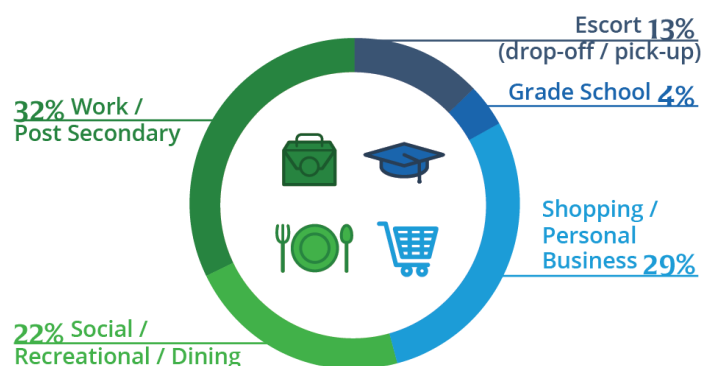 Escort 13%
(drop-off / pick-up)
Grade School 4%
32% Work /
Post Secondary
Shopping /
Personal
Business 29%
22% Social /
Recreational / Dining